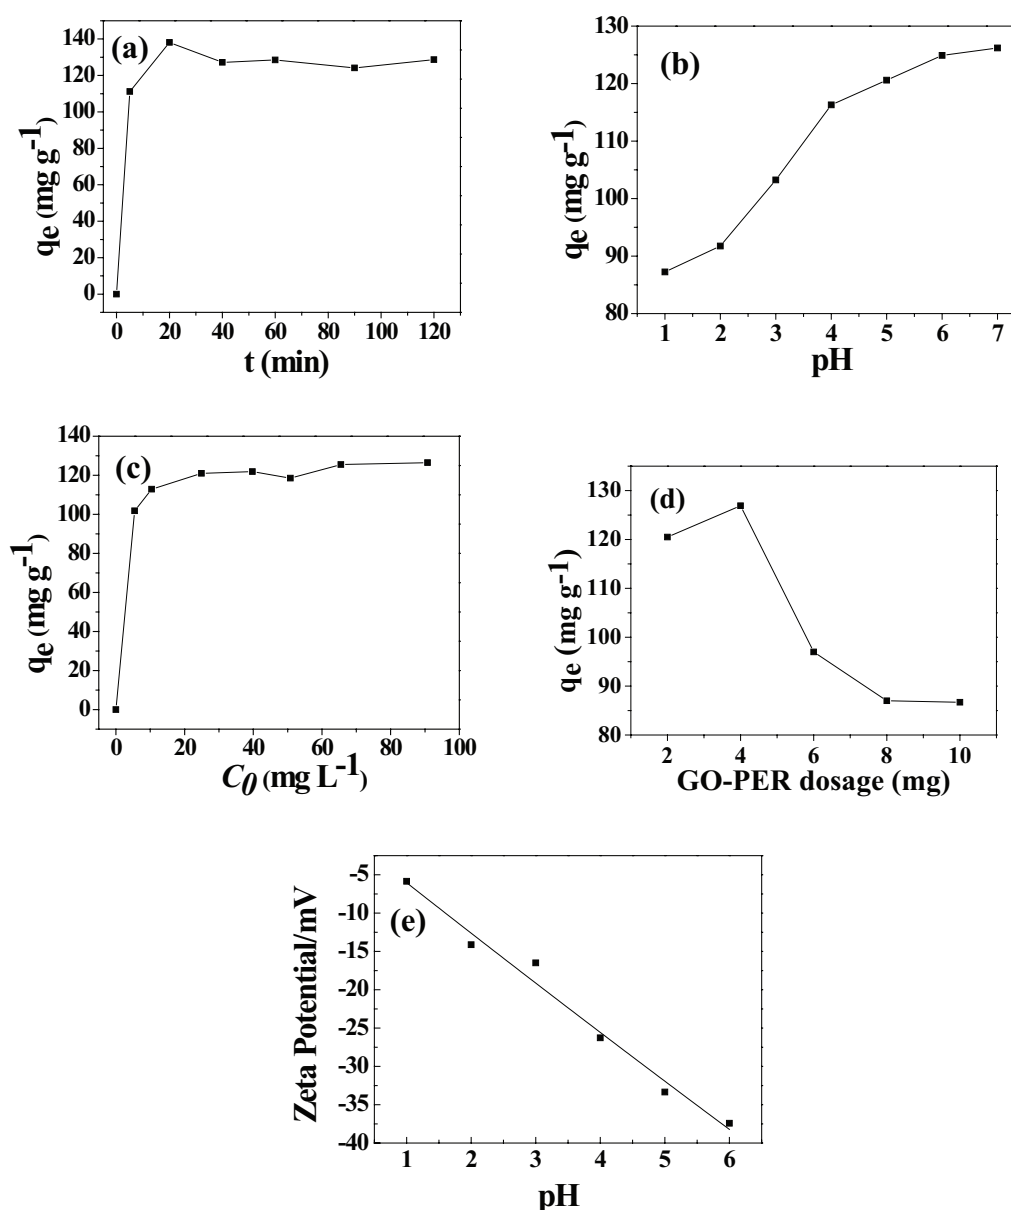 (a)
140
120
100
80
60
40
20
0
qe (mg g-1)
0 20 40 60 80 100 120
t (min)
(b)
130
120
110
100
90
80
qe (mg g-1)
1 2 3 4 5 6 7
pH
(c)
140
120
100
80
60
40
20
0
qe (mg g-1)
0 20 40 60 80 100
C0 (mg L-1)
(d)
130
120
110
100
90
80
qe (mg g-1)
2 4 6 8 10
GO-PER dosage (mg)
(e)
-5
-10
-15
-20
-25
-30
-35
-40
Zeta Potential/mV
1 2 3 4 5 6
pH